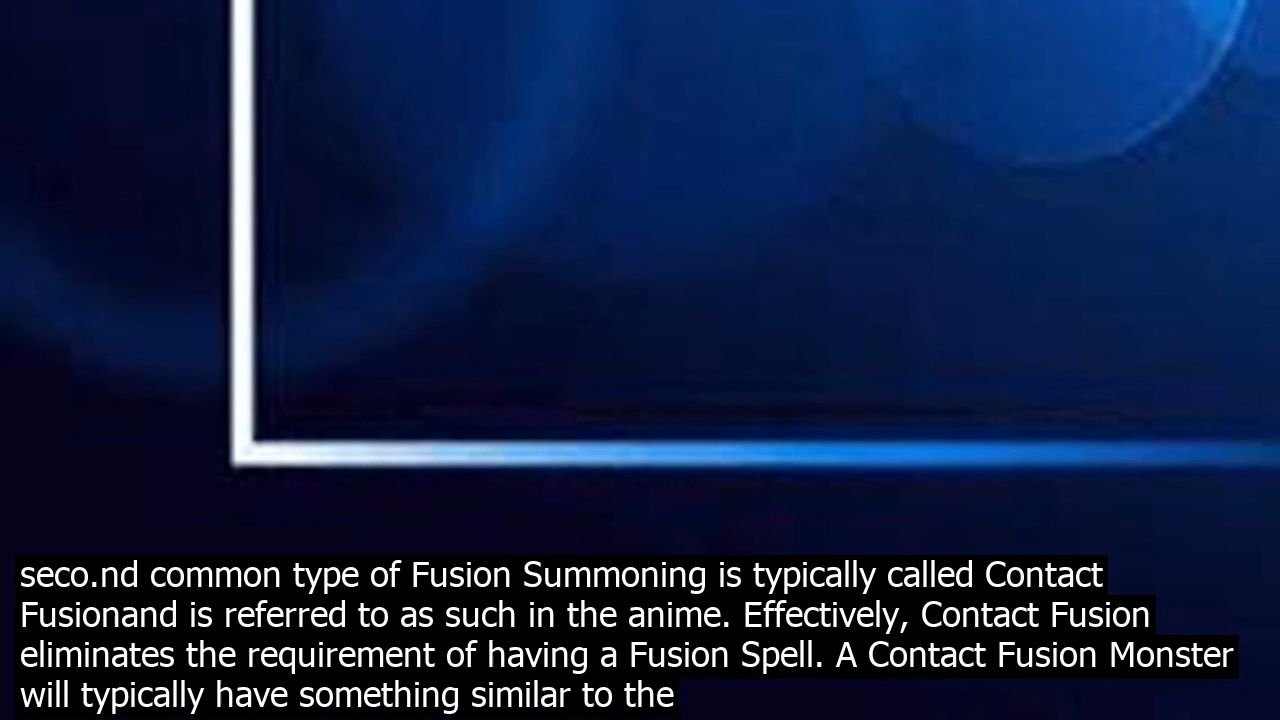 seco.nd common type of Fusion Summoning is typically called Contact
Fusionand is referred to as such in the anime. Effectively, Contact Fusion
eliminates the requirement of having a Fusion Spell. A Contact Fusion Monster
will typically have something similar to the